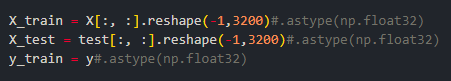 X_train = X[:, :].reshape(-1,3200)#.astype(np.float32)
X_test = test[:, :].reshape(-1,3200)#.astype(np.float32)
y_train = y#.astype(np.float32)